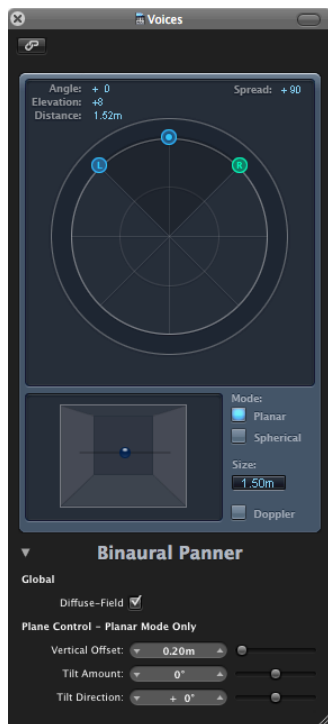 Voices
Angle: + 0
Spread: +90
Elevation: +8
Distance: 1.52m
L
R
Mode:
Planar
Spherical
Size:
1.50m
Doppler
Binaural Panner
Global
Diffuse-Field
Plane Control – Planar Mode Only
Vertical Offset: 0.20m
Tilt Amount: 0°
Tilt Direction: + 0°